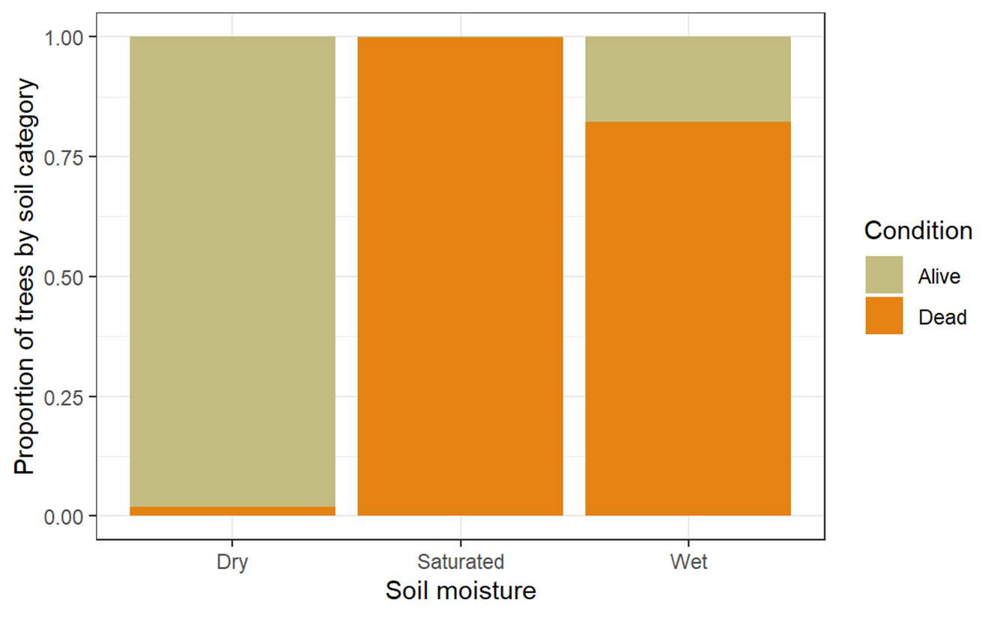 Proportion of trees by soil category
1.00
0.75
0.50
0.25
0.00
Dry Saturated Wet
Soil moisture
Condition
Alive
Dead